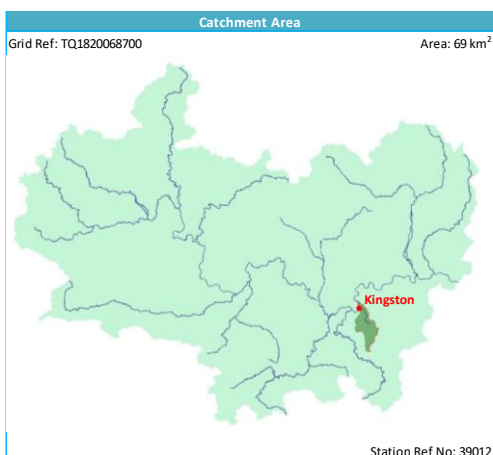 Catchment Area
Grid Ref: TQ1820068700 Area: 69 km²
Kingston
Station Ref No: 39012